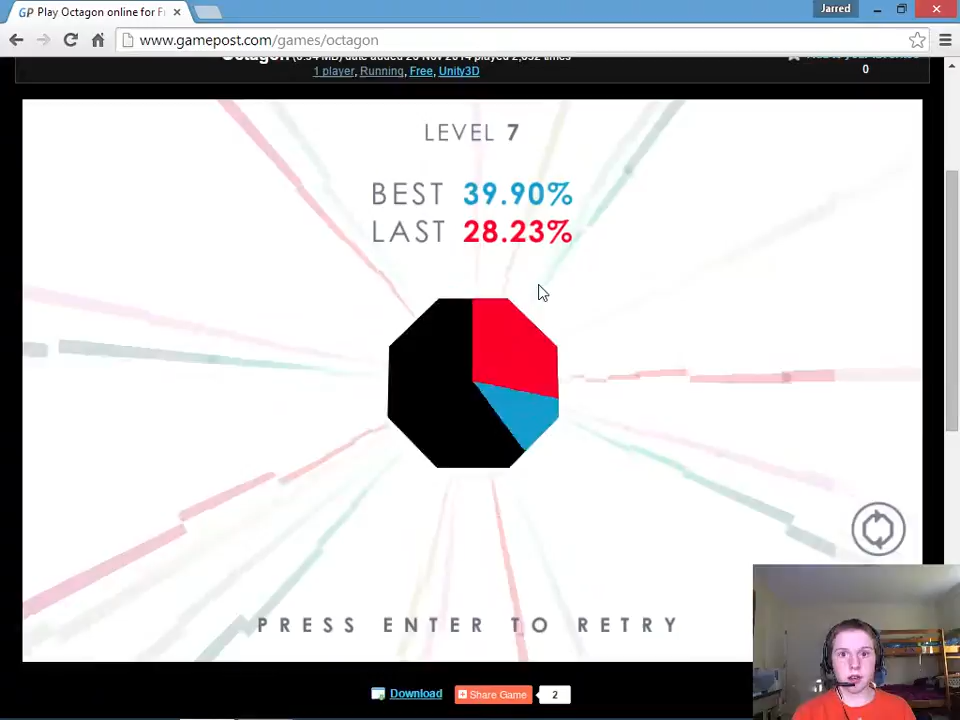 GP Play Octagon online for Fr
Jarred
www.gamepost.com/games/octagon
0
1 player, Running, Free, Unity3D
LEVEL 7
BEST 39.90%
LAST 28.23%
PRESS ENTER TO RETRY
Download
Share Game
2